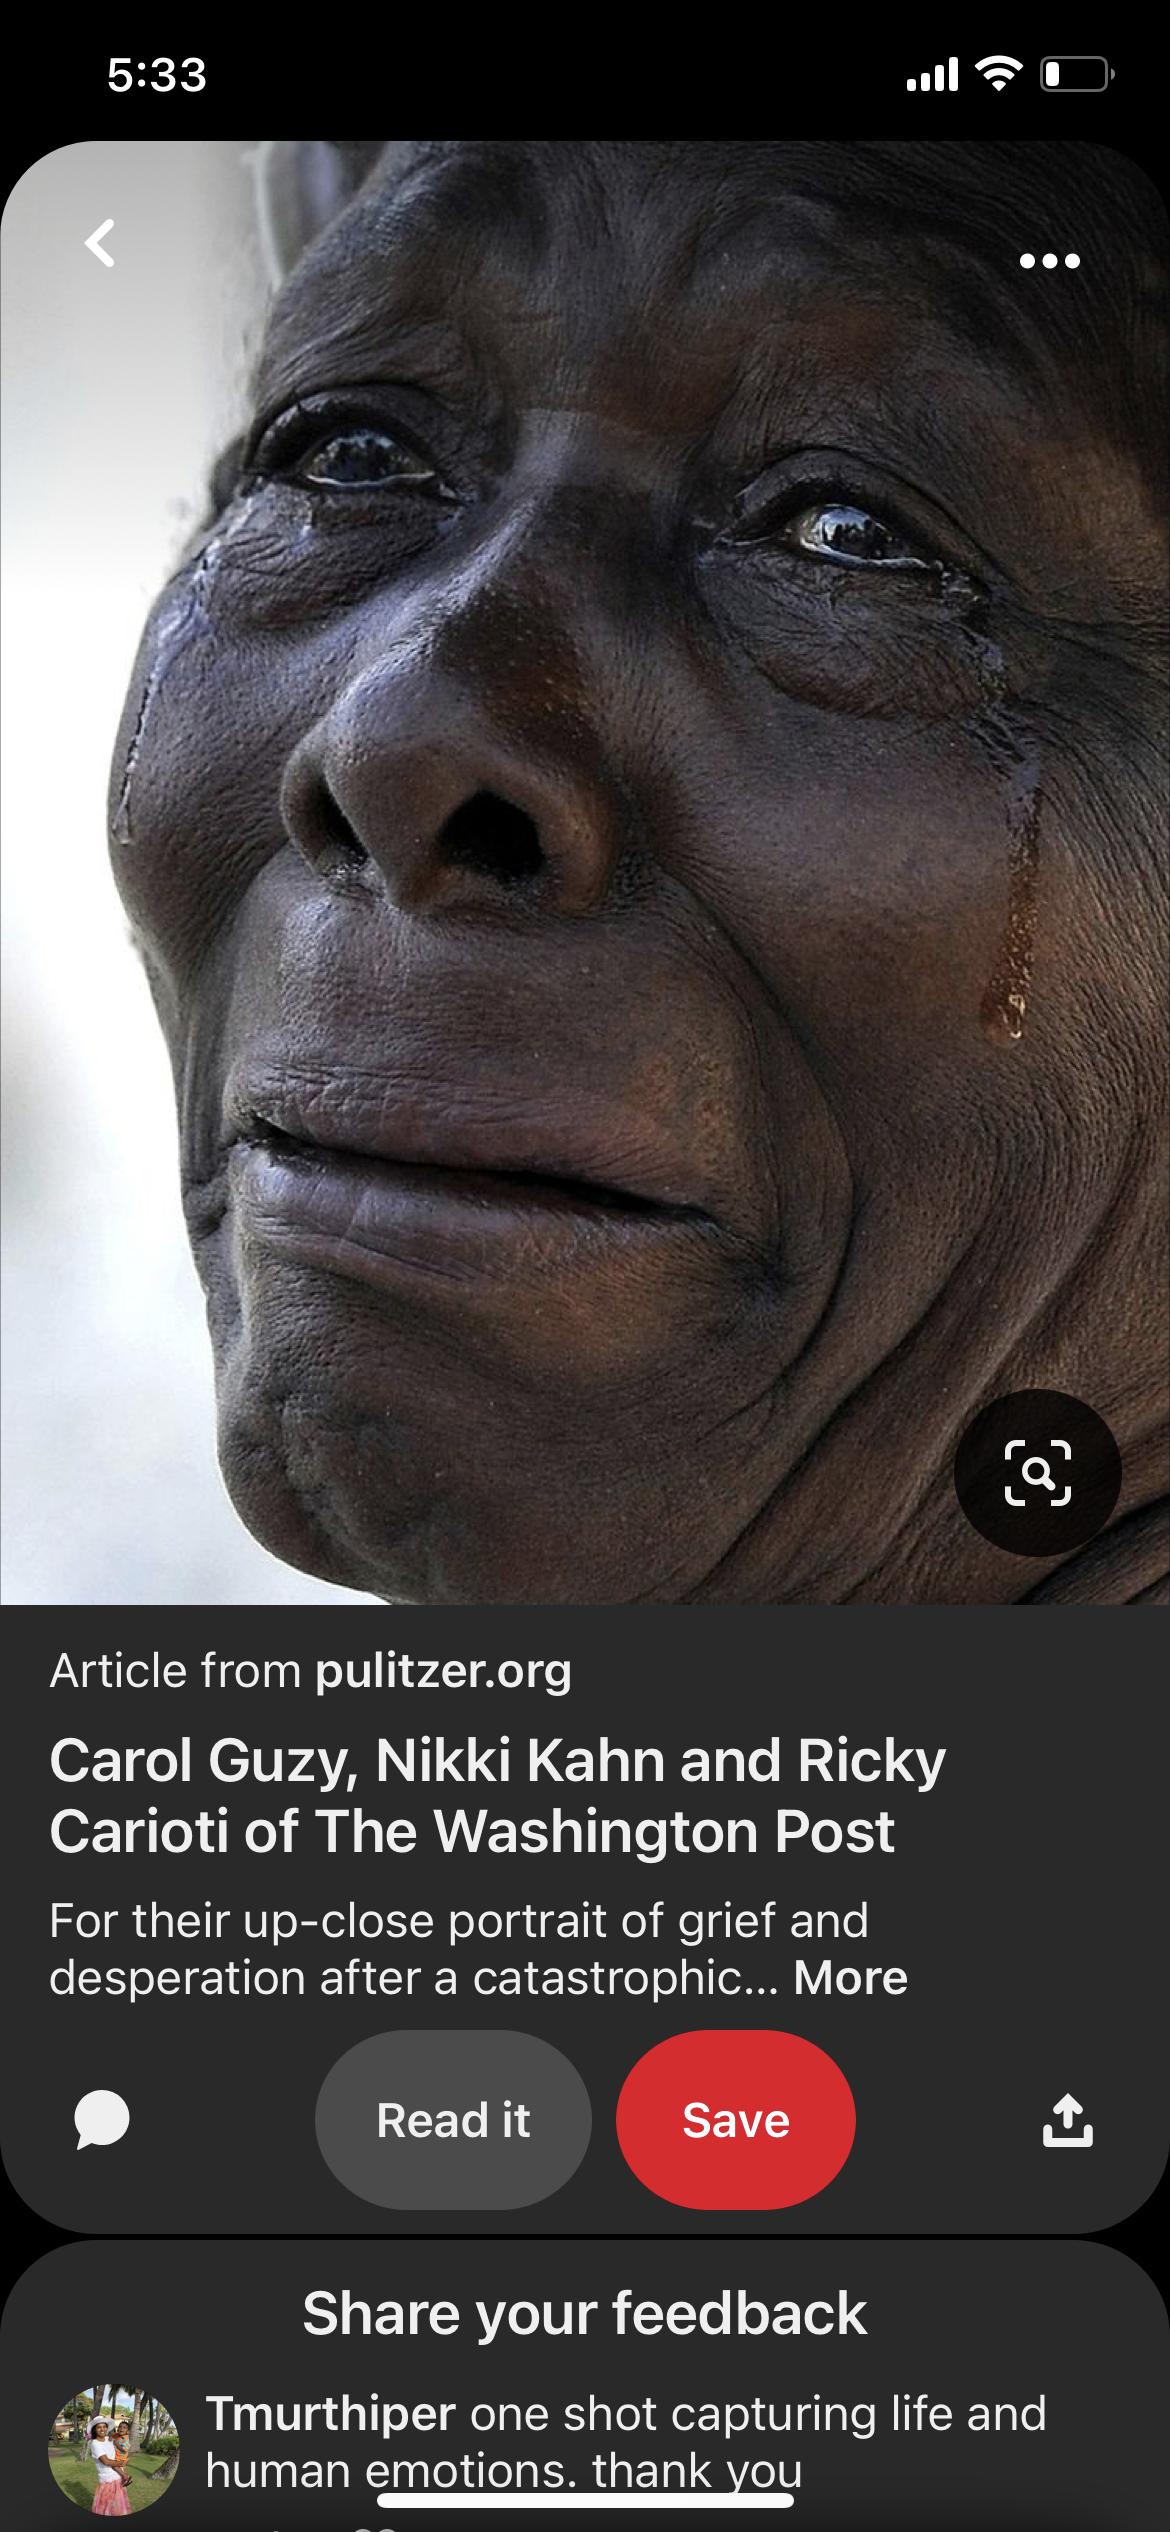 5:33
Article from pulitzer.org
Carol Guzy, Nikki Kahn and Ricky
Carioti of The Washington Post
For their up-close portrait of grief and
desperation after a catastrophic... More
Read it
Save
Share your feedback
Tmurthiper one shot capturing life and
human emotions. thank you